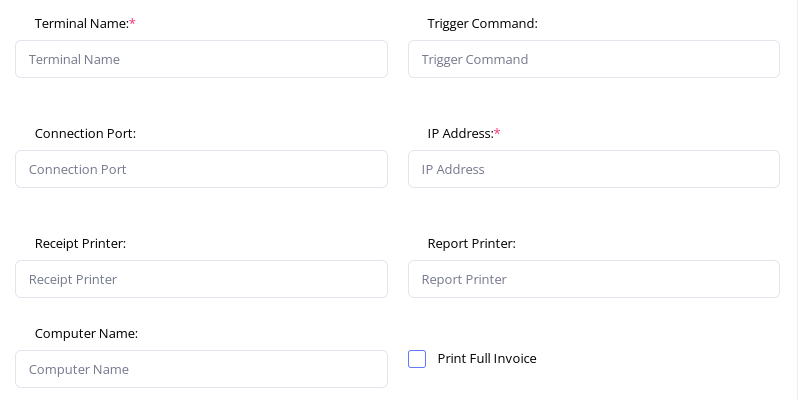 Terminal Name:*
Trigger Command:
Terminal Name
Trigger Command
Connection Port:
IP Address:*
Connection Port
IP Address
Receipt Printer:
Report Printer:
Receipt Printer
Report Printer
Computer Name:
Computer Name
Print Full Invoice